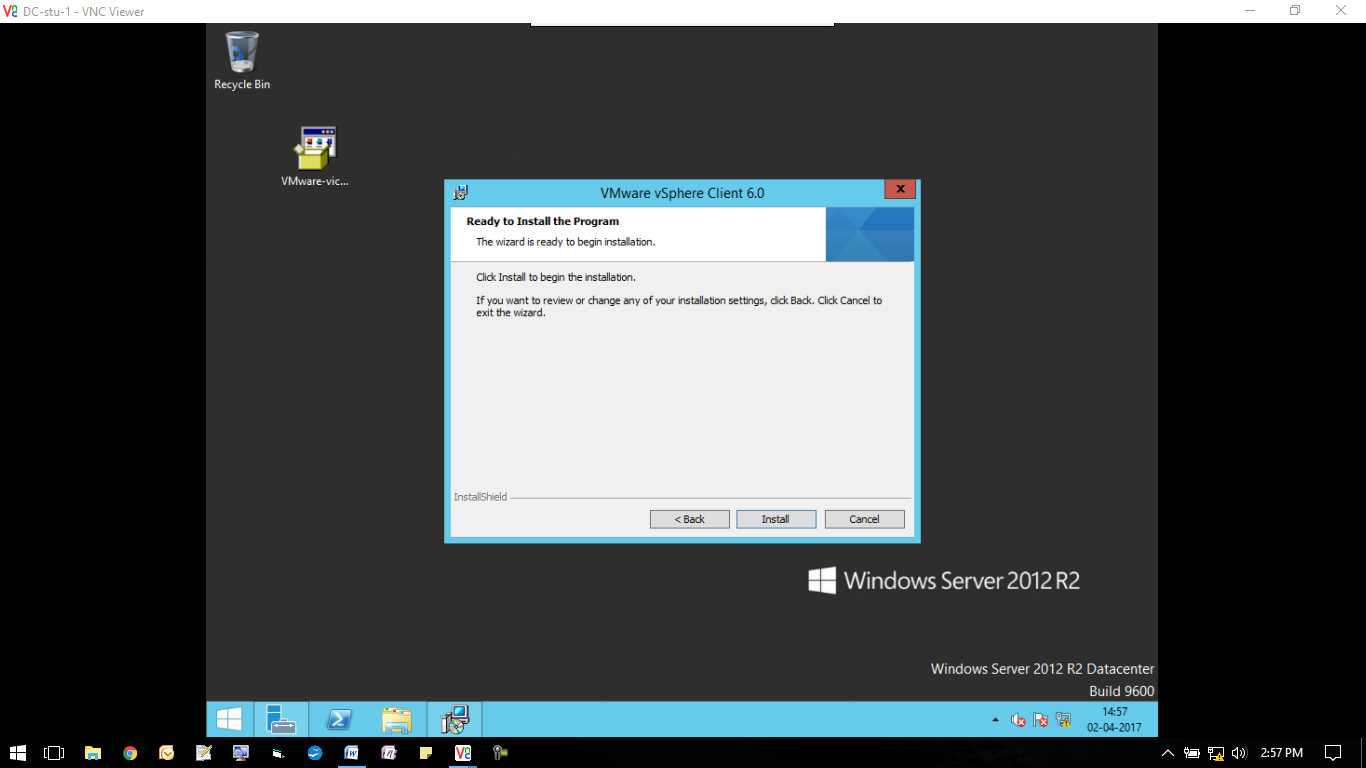 DC-stu-1 - VNC Viewer
Recycle Bin
VMware-vic...
VMware vSphere Client 6.0
Ready to Install the Program
The wizard is ready to begin installation.
Click Install to begin the installation.
If you want to review or change any of your installation settings, click Back. Click Cancel to
exit the wizard.
InstallShield
< Back
Install
Cancel
Windows Server 2012 R2
Windows Server 2012 R2 Datacenter
Build 9600
14:57
02-04-2017
2:57 PM